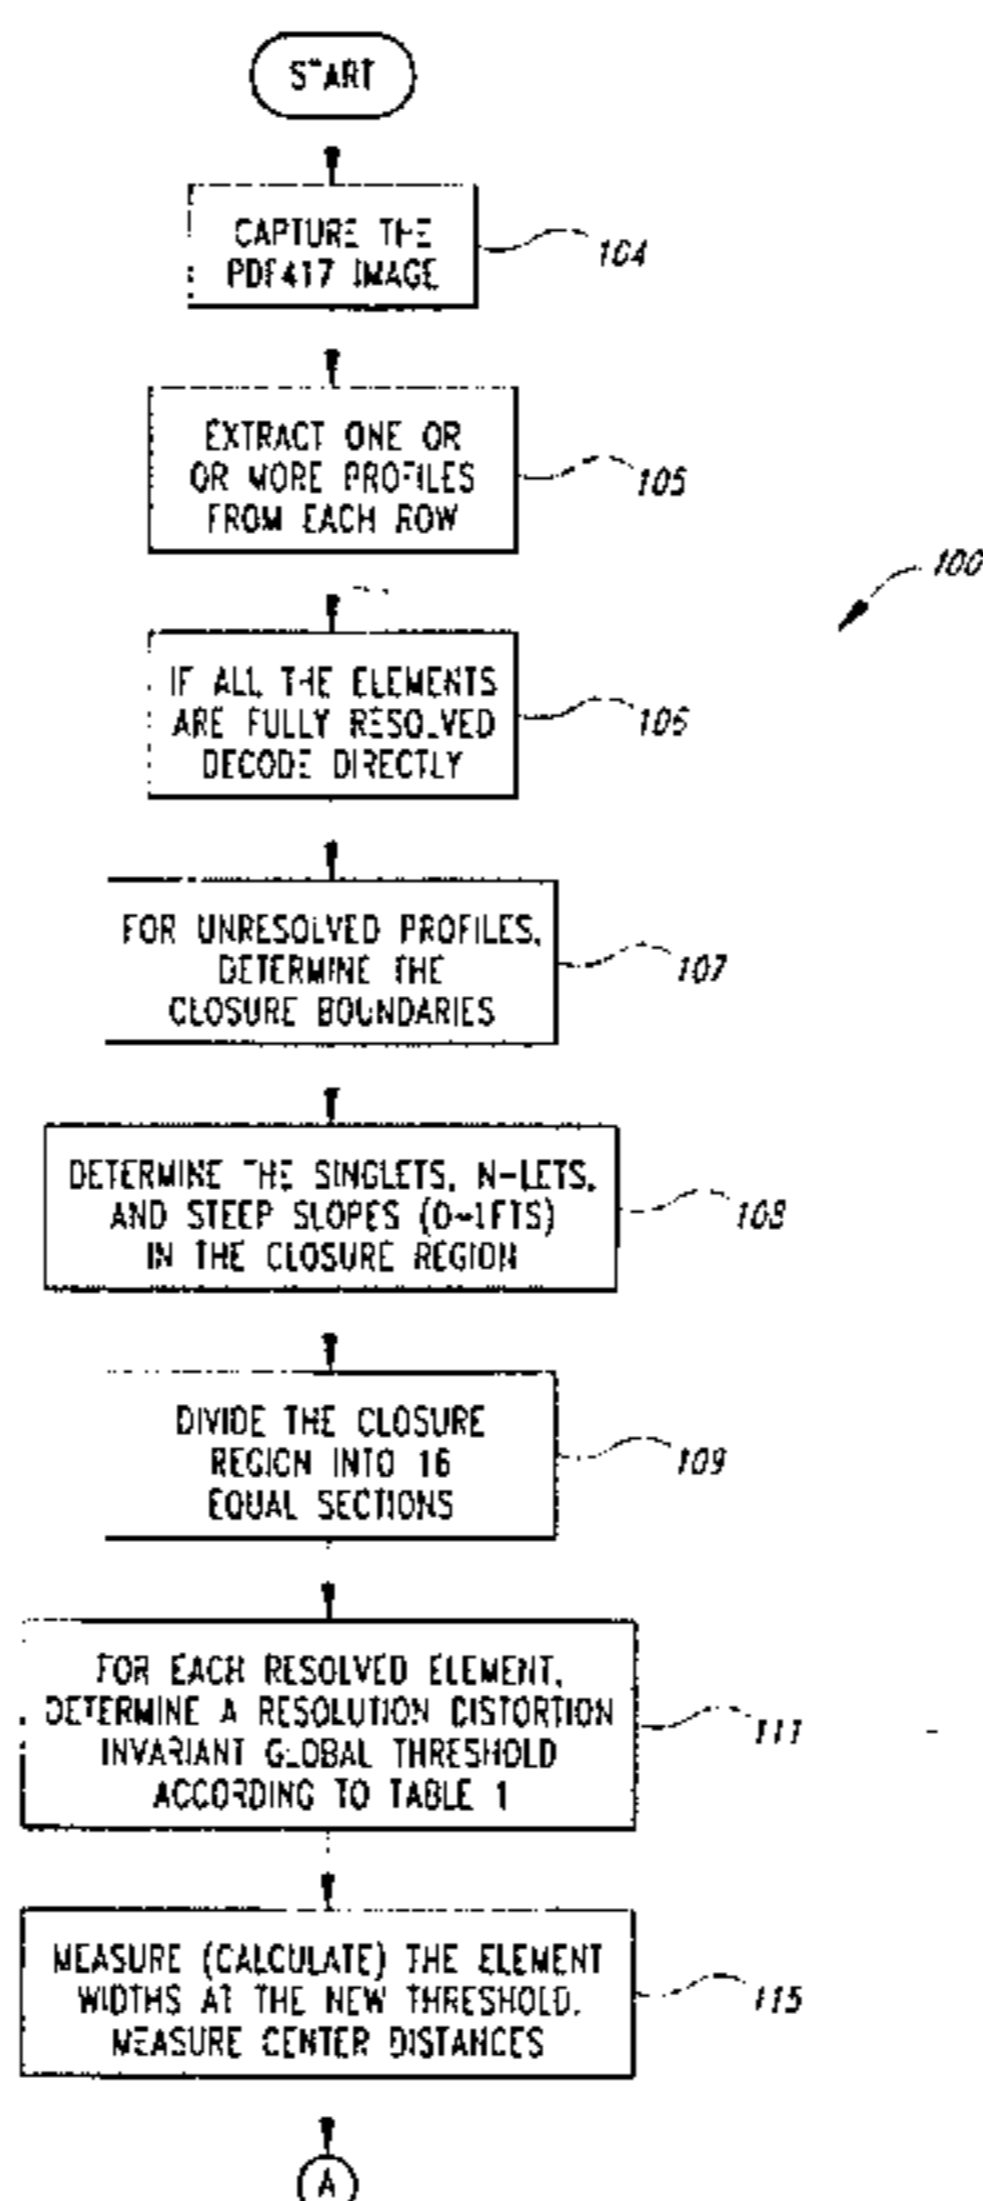 START
CAPTURE THE
PDF417 IMAGE
104
EXTRACT ONE OR
OR MORE PROFILES
FROM EACH ROW
105
100
IF ALL THE ELEMENTS
ARE FULLY RESOLVED
DECODE DIRECTLY
106
FOR UNRESOLVED PROFILES,
DETERMINE THE
CLOSURE BOUNDARIES
107
DETERMINE THE SINGLETS, N-LETS,
AND STEEP SLOPES (0-LETS)
IN THE CLOSURE REGION
108
DIVIDE THE CLOSURE
REGION INTO 16
EQUAL SECTIONS
109
FOR EACH RESOLVED ELEMENT,
DETERMINE A RESOLUTION DISTORTION
INVARIANT GLOBAL THRESHOLD
ACCORDING TO TABLE 1
111
MEASURE (CALCULATE) THE ELEMENT
WIDTHS AT THE NEW THRESHOLD.
MEASURE CENTER DISTANCES
115
A